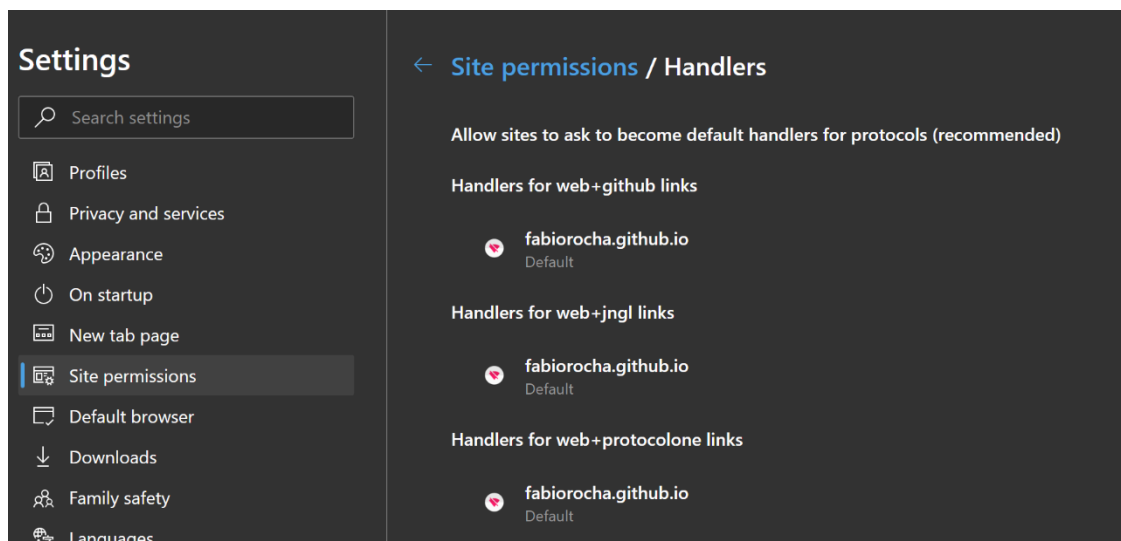 Settings
Search settings
Profiles
Privacy and services
Appearance
On startup
New tab page
Site permissions
Default browser
Downloads
Family safety
Languages
Site permissions / Handlers
Allow sites to ask to become default handlers for protocols (recommended)
Handlers for web+github links
fabiorocha.github.io
Default
Handlers for web+jngl links
fabiorocha.github.io
Default
Handlers for web+protocolone links
fabiorocha.github.io
Default